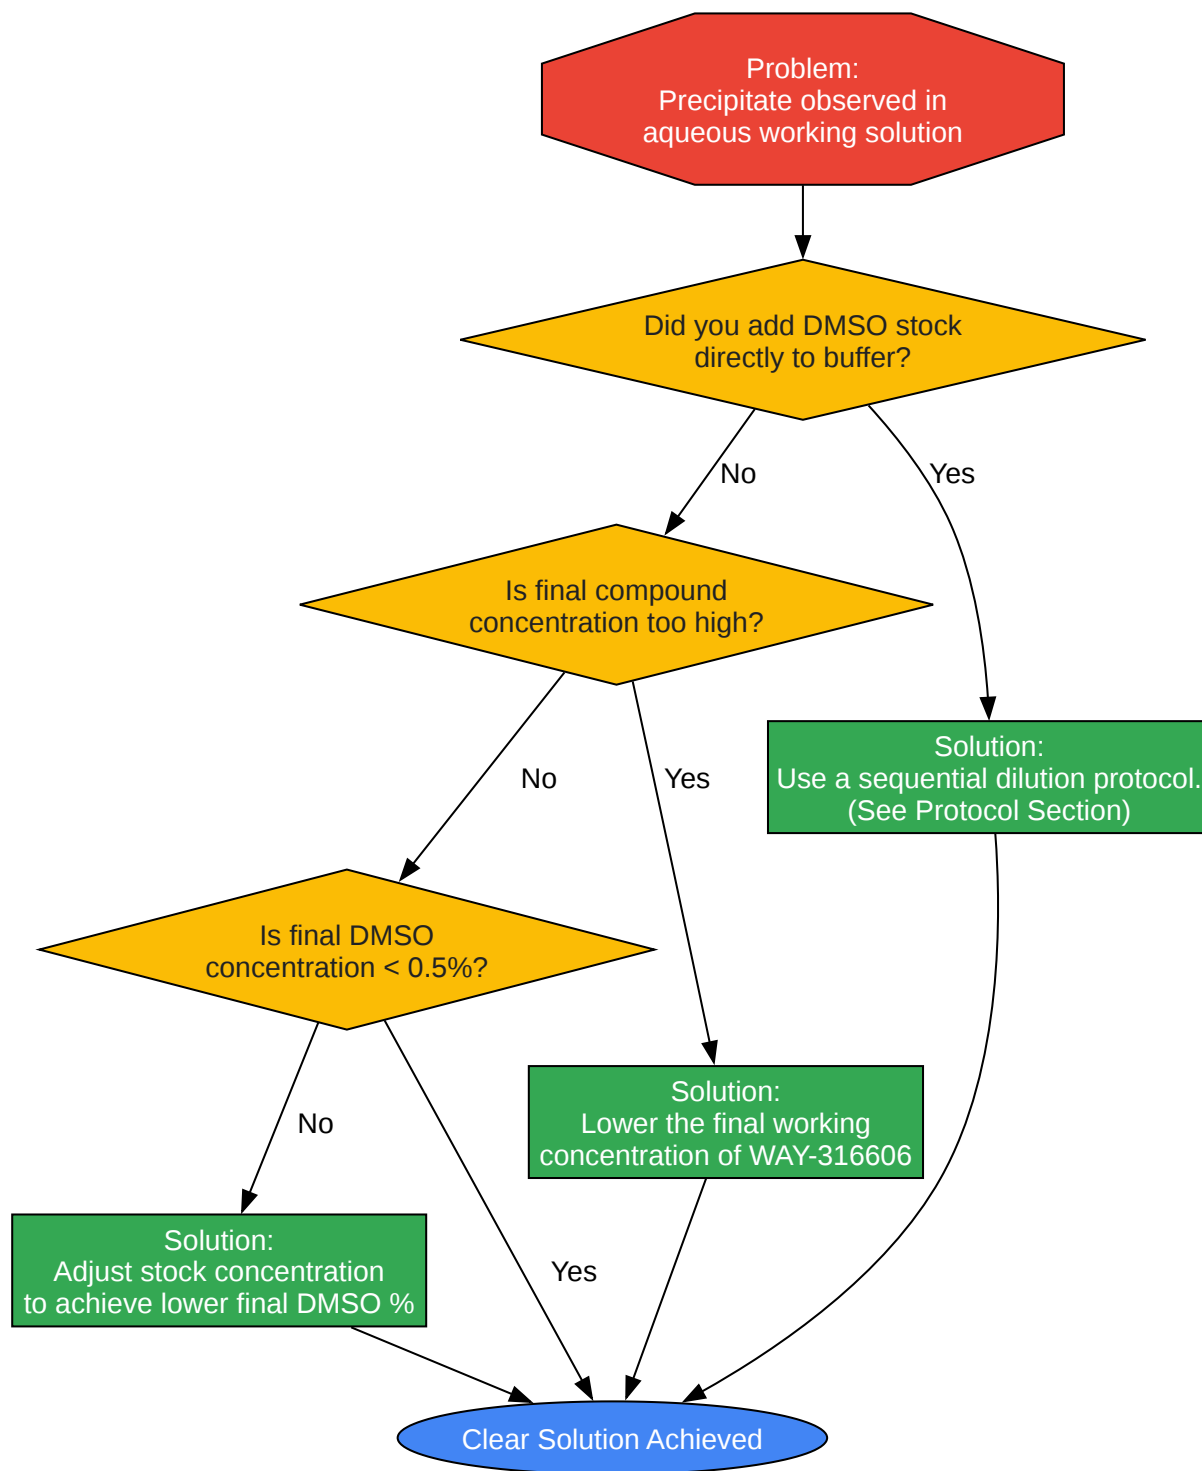 Problem:
Precipitate observed in
aqueous working solution
Did you add DMSO stock
directly to buffer?
No
Yes
Is final compound
concentration too high?
Solution:
Use a sequential dilution protocol.
(See Protocol Section)
No
Yes
Is final DMSO
concentration < 0.5%?
Solution:
Lower the final working
concentration of WAY-316606
No
Yes
Solution:
Adjust stock concentration
to achieve lower final DMSO %
Clear Solution Achieved